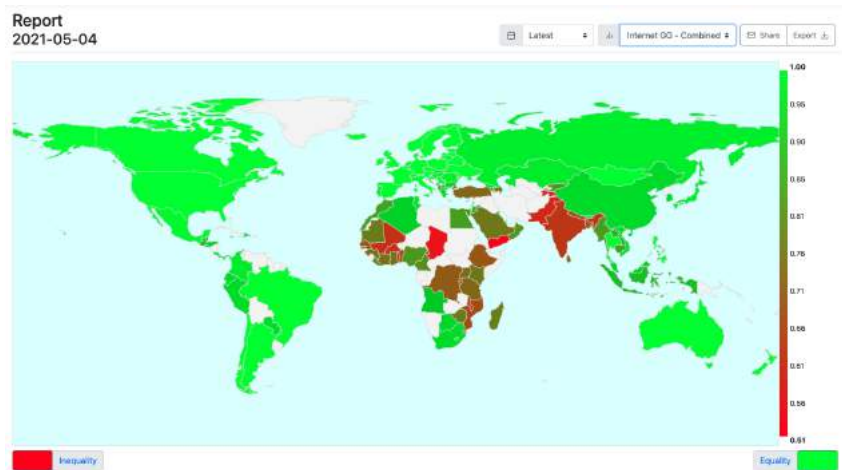 Report
2021-05-04
Latest
Internet GG - Combined
Share
Export
1.00
0.95
0.90
0.85
0.81
0.76
0.71
0.66
0.61
0.56
0.51
Inequality
Equality